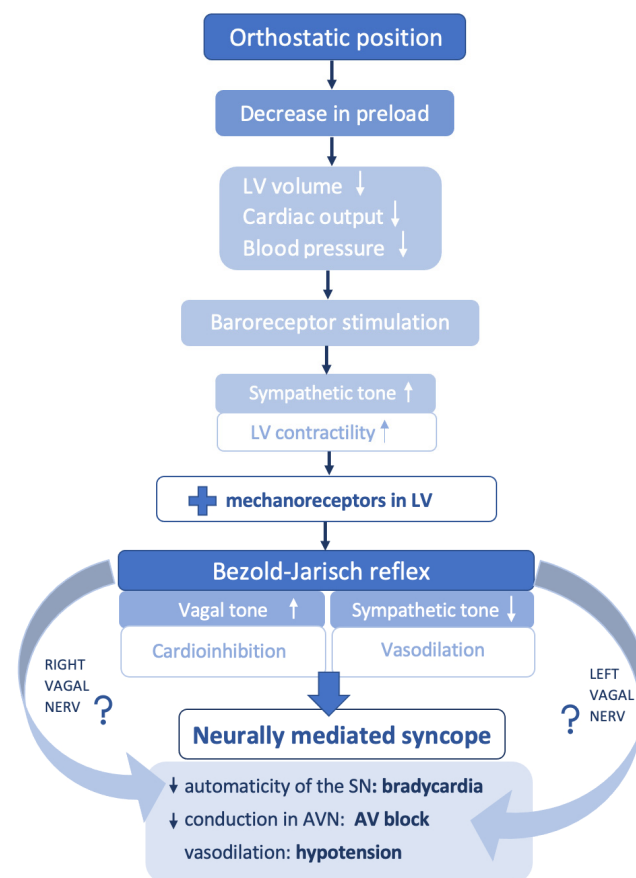 Orthostatic position
Decrease in preload
LV volume ↓
Cardiac output ↓
Blood pressure ↓
Baroreceptor stimulation
Sympathetic tone ↑
LV contractility ↑
+ mechanoreceptors in LV
Bezold-Jarisch reflex
Vagal tone ↑
Sympathetic tone ↓
Cardioinhibition
Vasodilation
RIGHT
VAGAL
NERV ?
LEFT
VAGAL
NERV
?
Neurally mediated syncope
↓ automaticity of the SN: bradycardia
↓ conduction in AVN: AV block
vasodilation: hypotension